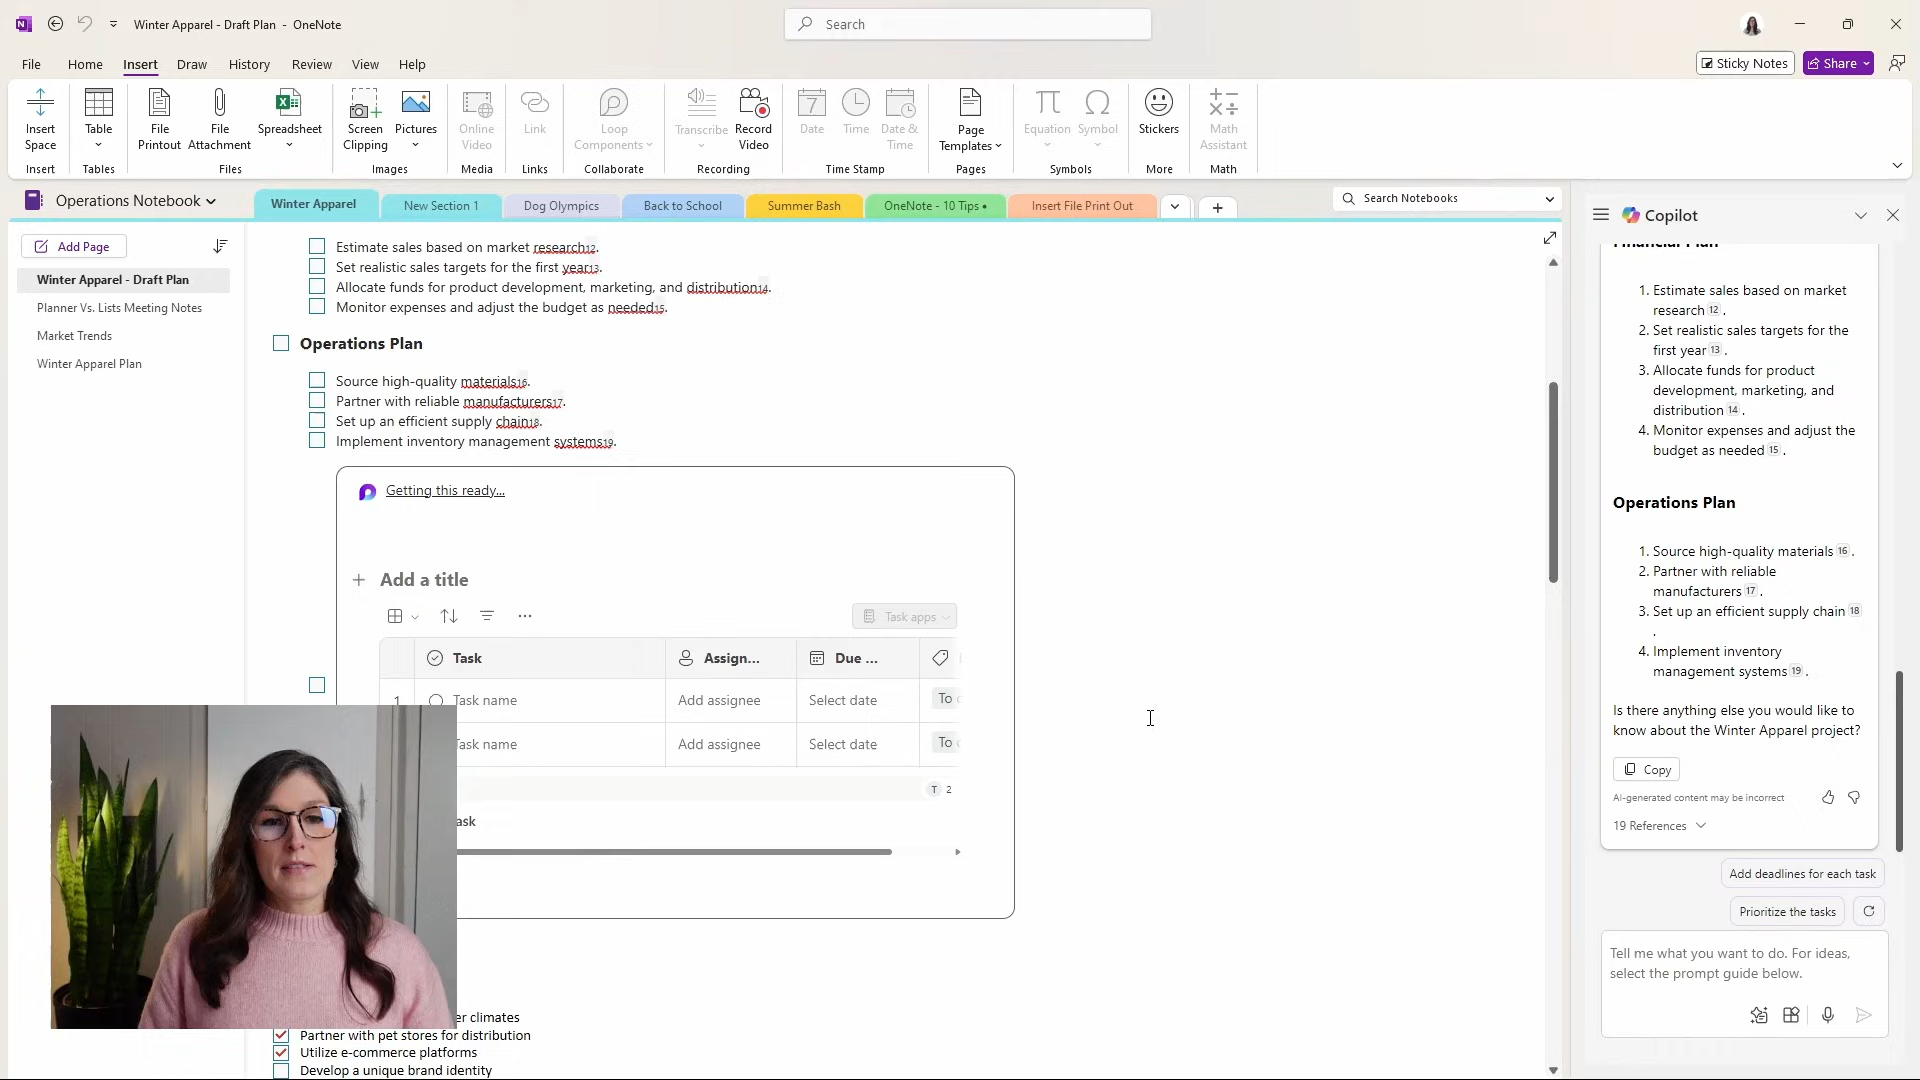 Winter Apparel - Draft Plan - OneNote
Search
File Home Insert Draw History Review View Help
Sticky Notes
Share
Insert Space
Insert
Table
Tables
File Printout
File Attachment
Spreadsheet
Files
Screen Clipping
Pictures
Images
Online Video
Media
Link
Links
Loop Components
Collaborate
Transcribe
Record Video
Recording
7
Date
Time
Date & Time
Time Stamp
Page Templates
Pages
Equation
Symbol
Symbols
Stickers
More
Math Assistant
Math
Operations Notebook
Winter Apparel
New Section 1
Dog Olympics
Back to School
Summer Bash
OneNote - 10 Tips •
Insert File Print Out
+
Search Notebooks
Add Page
Winter Apparel - Draft Plan
Planner Vs. Lists Meeting Notes
Market Trends
Winter Apparel Plan
Estimate sales based on market research12.
Set realistic sales targets for the first year13.
Allocate funds for product development, marketing, and distribution14.
Monitor expenses and adjust the budget as needed15.
Operations Plan
Source high-quality materials16.
Partner with reliable manufacturers17.
Set up an efficient supply chain18.
Implement inventory management systems19.
Getting this ready...
+ Add a title
Task apps
Task Assign... Due ...
1 Task name Add assignee Select date To
Task name Add assignee Select date To
T 2
ask
er climates
Partner with pet stores for distribution
Utilize e-commerce platforms
Develop a unique brand identity
Copilot
Financial Plan
1. Estimate sales based on market
research 12 .
2. Set realistic sales targets for the
first year 13 .
3. Allocate funds for product
development, marketing, and
distribution 14 .
4. Monitor expenses and adjust the
budget as needed 15 .
Operations Plan
1. Source high-quality materials 16 .
2. Partner with reliable
manufacturers 17 .
3. Set up an efficient supply chain 18
.
4. Implement inventory
management systems 19 .
Is there anything else you would like to
know about the Winter Apparel project?
Copy
AI-generated content may be incorrect
19 References
Add deadlines for each task
Prioritize the tasks
Tell me what you want to do. For ideas,
select the prompt guide below.